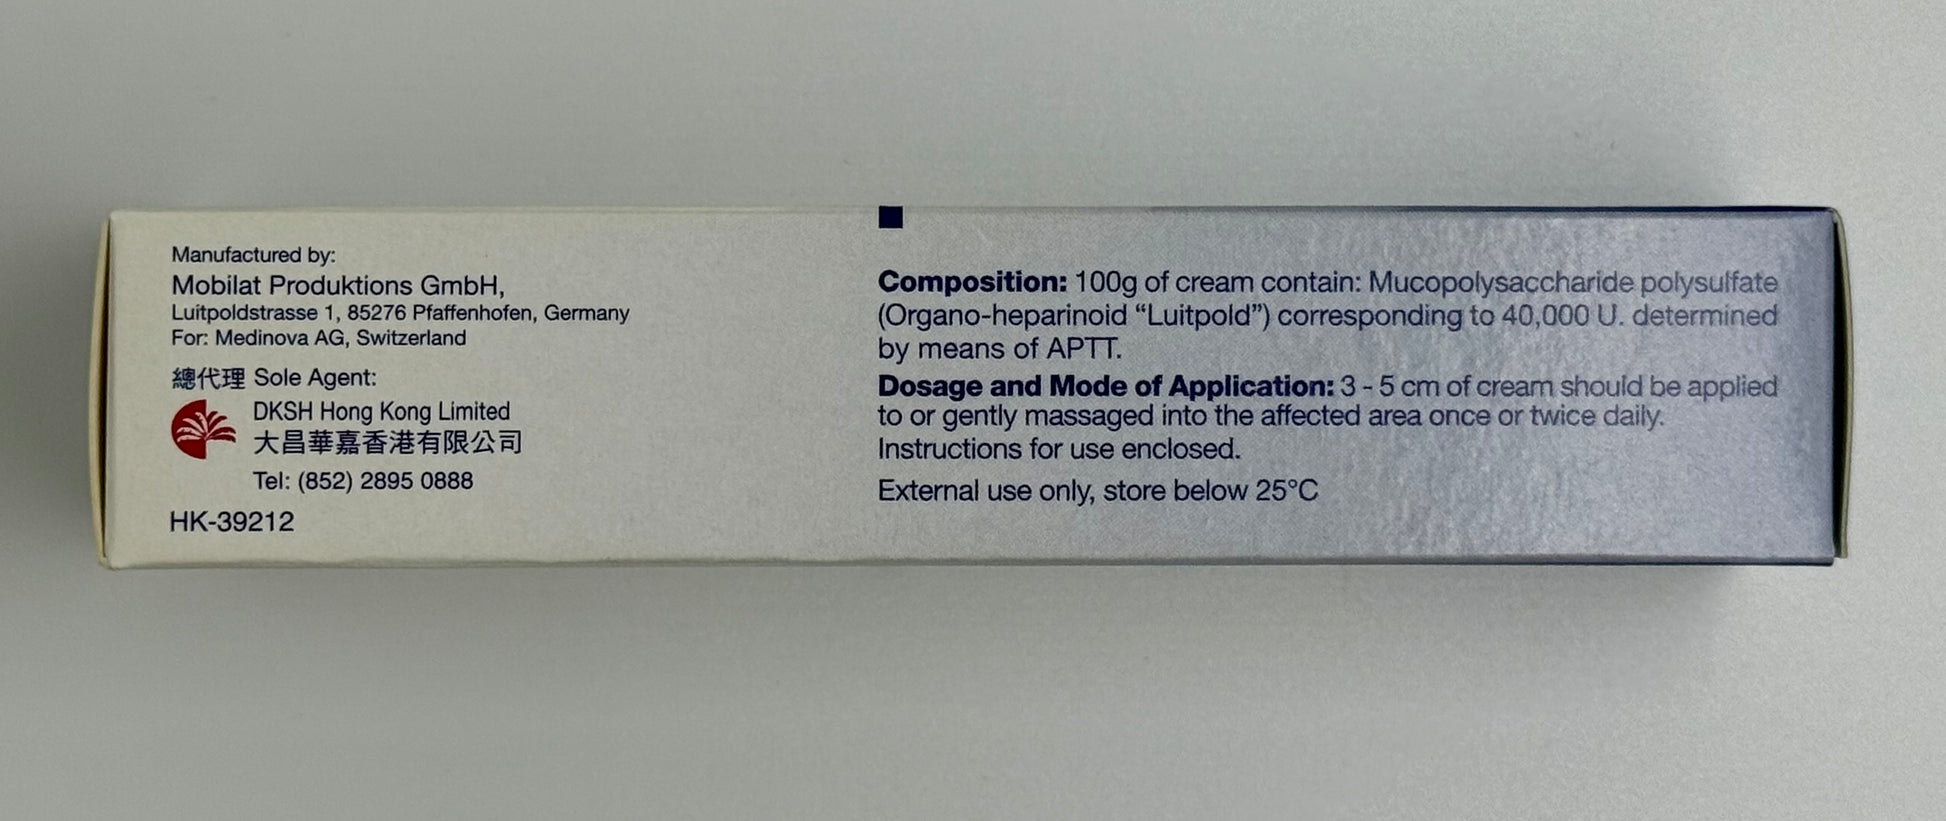 Manufactured by:
Mobilat Produktions GmbH,
Luitpoldstrasse 1, 85276 Pfaffenhofen, Germany
For: Medinova AG, Switzerland
總代理 Sole Agent:
DKSH Hong Kong Limited
大昌華嘉香港有限公司
Tel: (852) 2895 0888
HK-39212
Composition: 100g of cream contain: Mucopolysaccharide polysulfate
(Organo-heparinoid “Luitpold”) corresponding to 40,000 U. determined
by means of APTT.
Dosage and Mode of Application: 3 - 5 cm of cream should be applied
to or gently massaged into the affected area once or twice daily.
Instructions for use enclosed.
External use only, store below 25°C